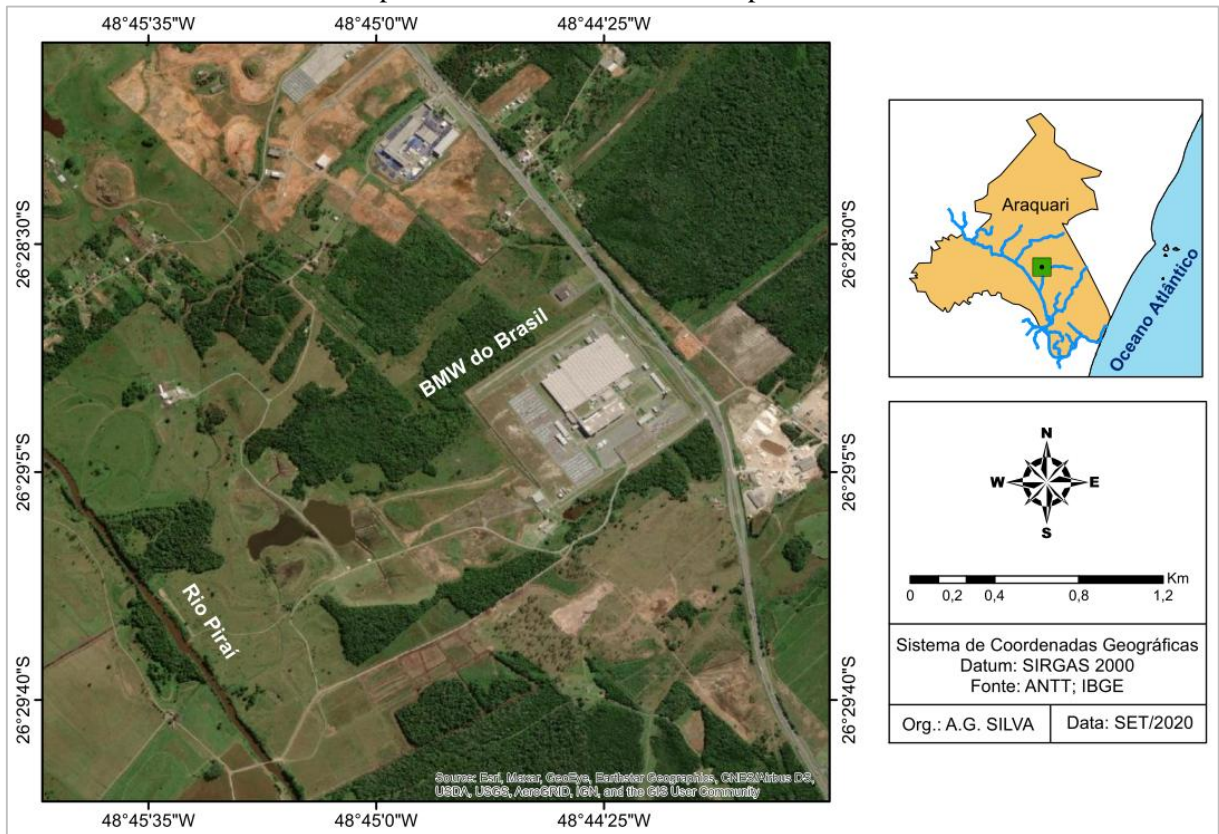 48°45'35"W
48°45'0"W
48°44'25"W
26°28'30"S
26°29'5"S
26°29'40"S
BMW do Brasil
Rio Piraí
Source: Esri, Maxar, GeoEye, Earthstar Geographics, CNES/Airbus DS,
USDA, USGS, AeroGRID, IGN, and the GIS User Community
26°28'30"S
26°29'5"S
26°29'40"S
48°45'35"W
48°45'0"W
48°44'25"W
Araquari
Oceano Atlântico
N
W
E
S
Km
0
0,2
0,4
0,8
1,2
Sistema de Coordenadas Geográficas
Datum: SIRGAS 2000
Fonte: ANTT; IBGE
Org.: A.G. SILVA
Data: SET/2020